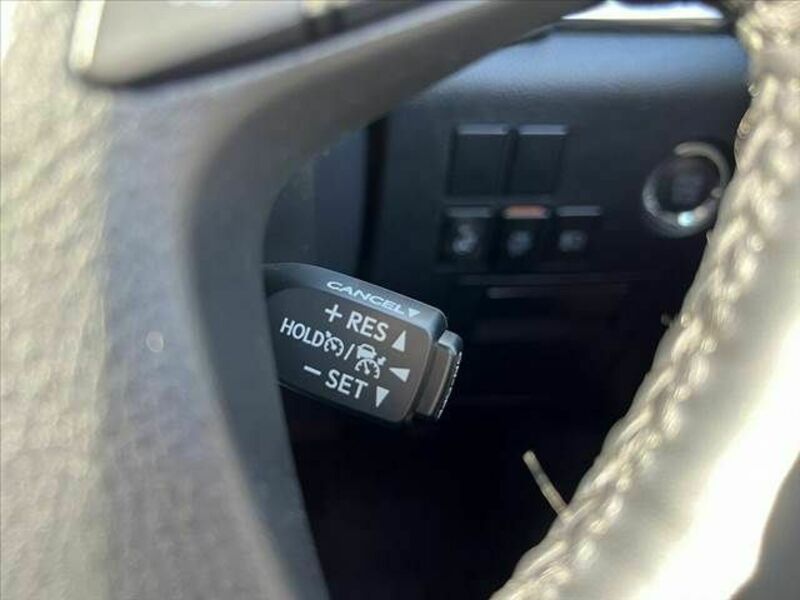 CANCEL▼
+ RES ▲
HOLD / ◀
− SET ▼